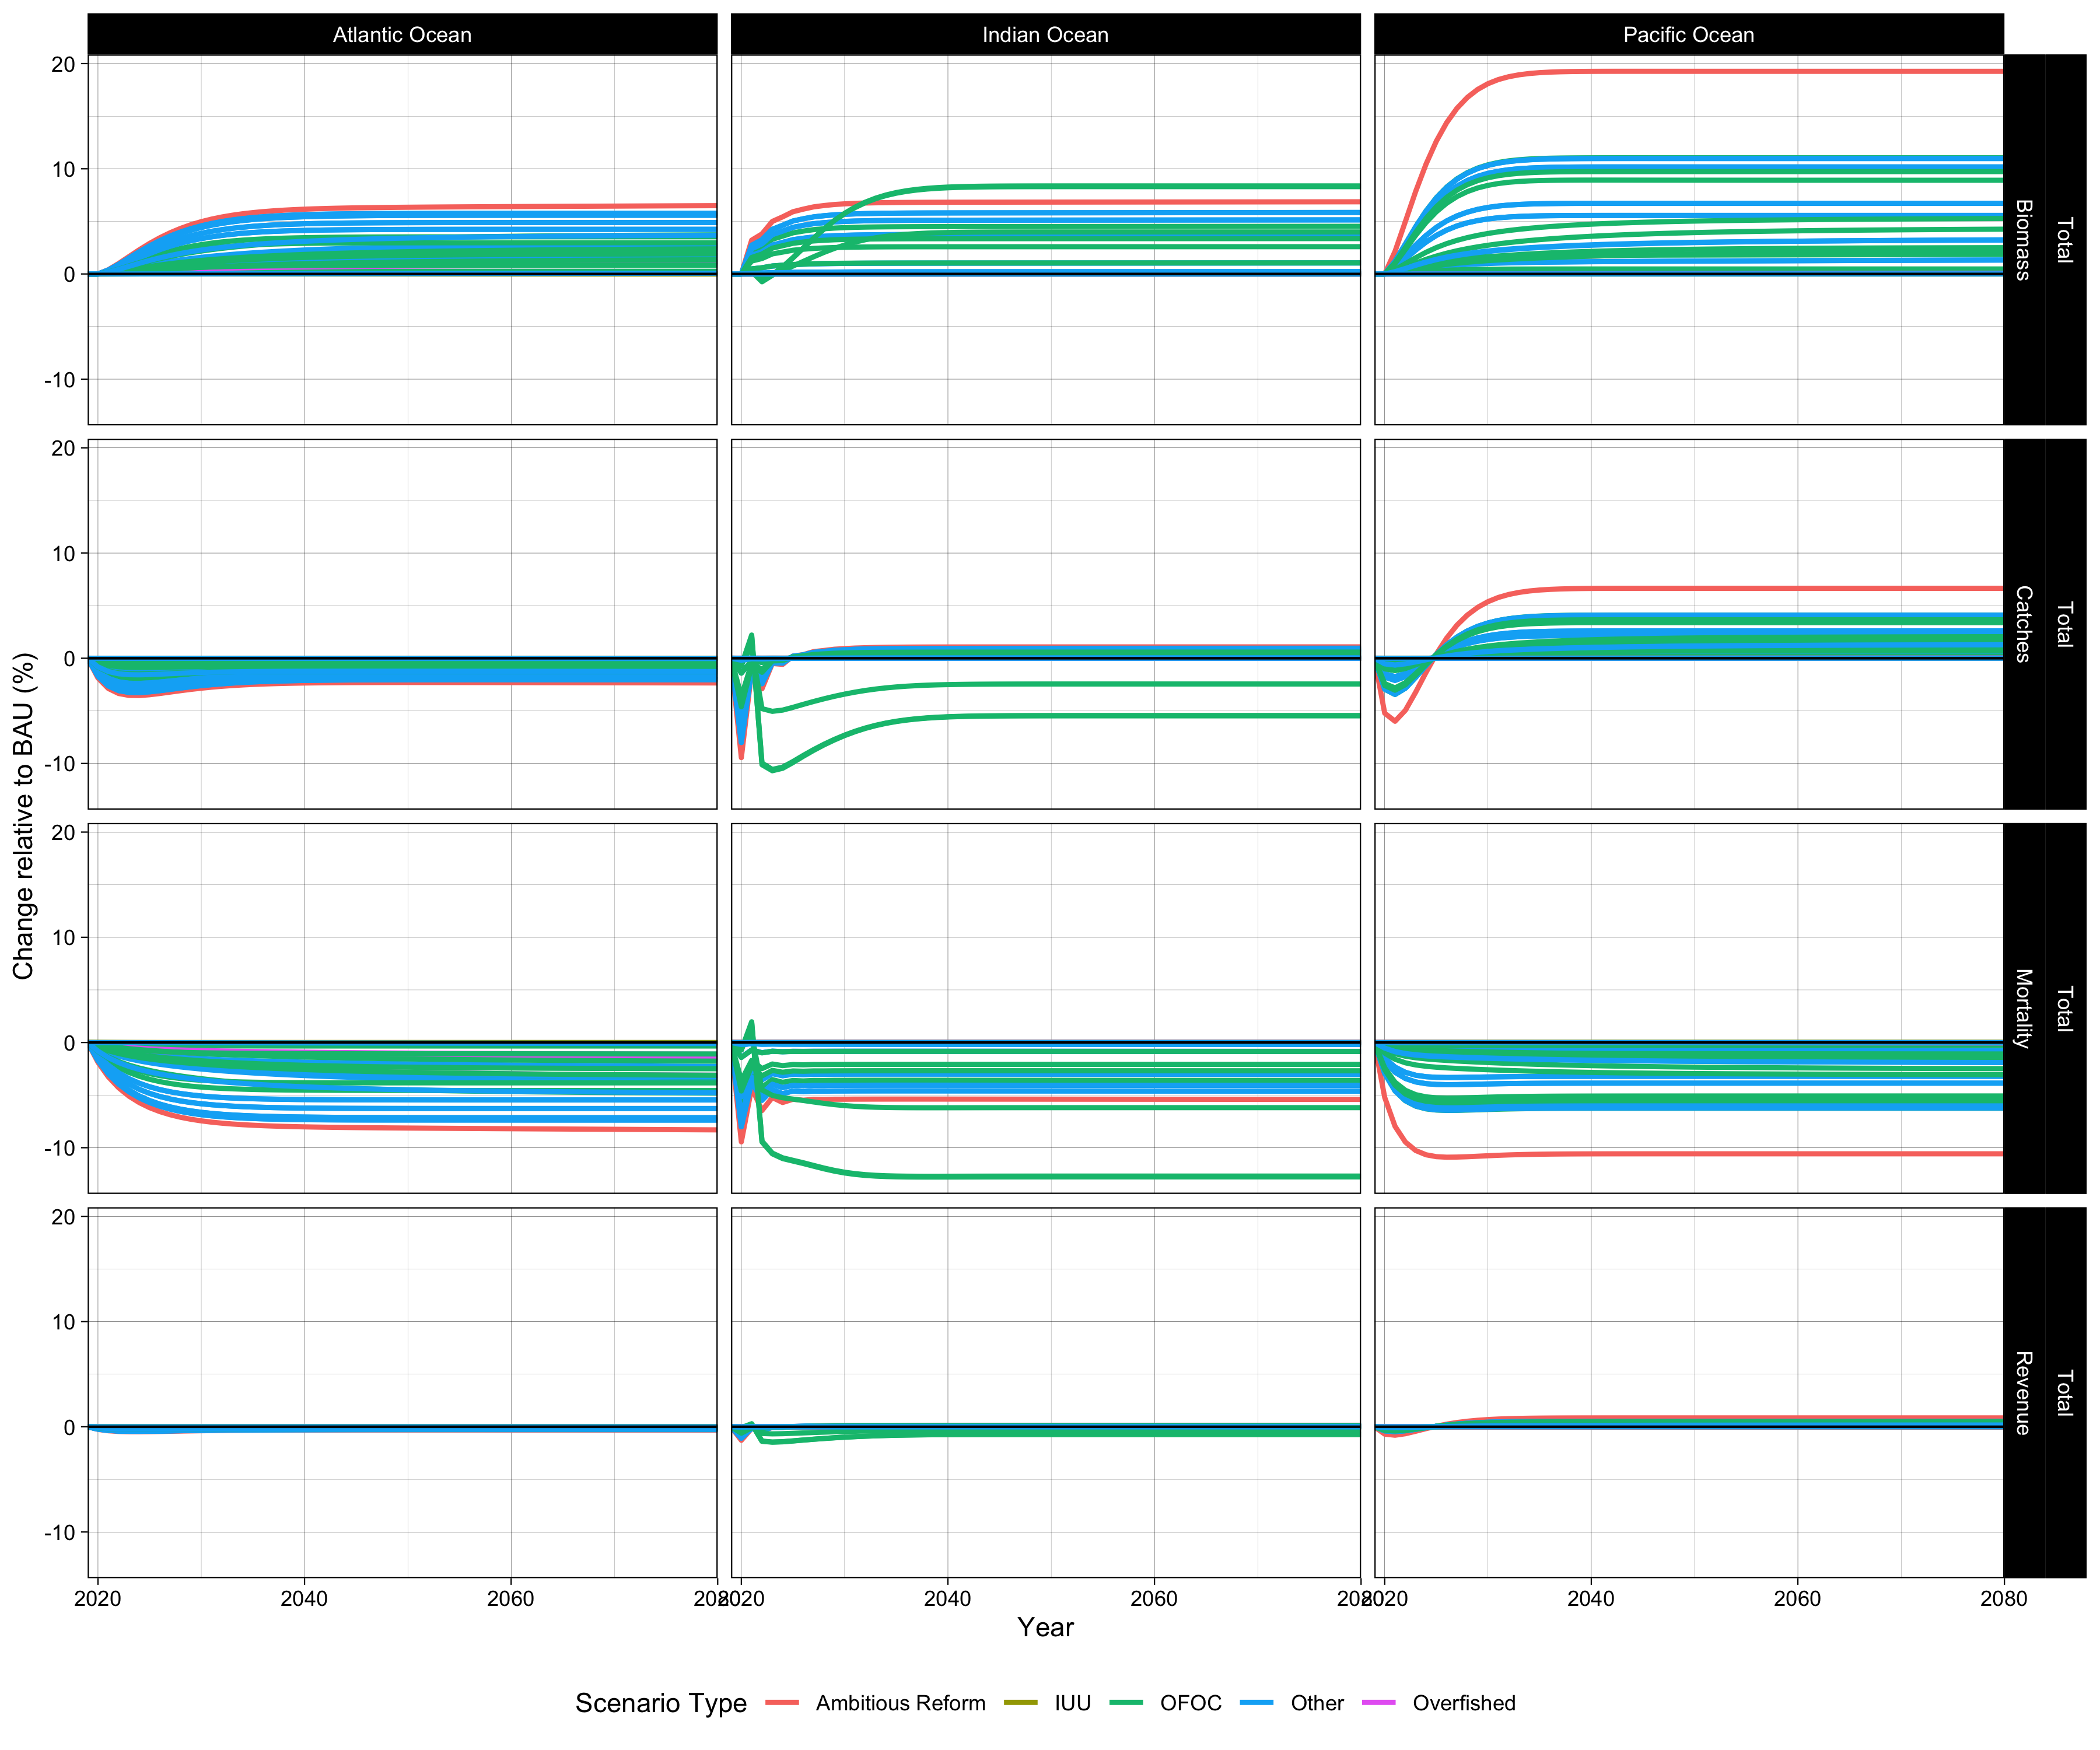 Atlantic Ocean Indian Ocean Pacific Ocean
20
10
0
-10
Biomass
Total
20
10
0
-10
Catches
Total
20
10
0
-10
Mortality
Total
20
10
0
-10
Revenue
Total
Change relative to BAU (%)
2020 2040 2060 2080 2020 2040 2060 2080 2020 2040 2060 2080
Year
Scenario Type Ambitious Reform IUU OFOC Other Overfished